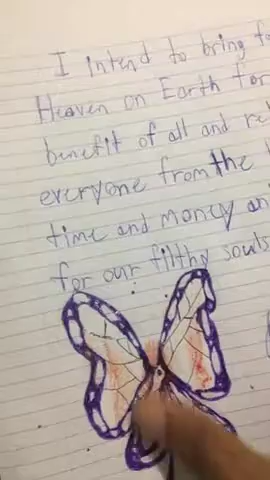 I intend to bring
Heaven on Earth for
benefit of all and
everyone from the
time and money
for our filthy souls